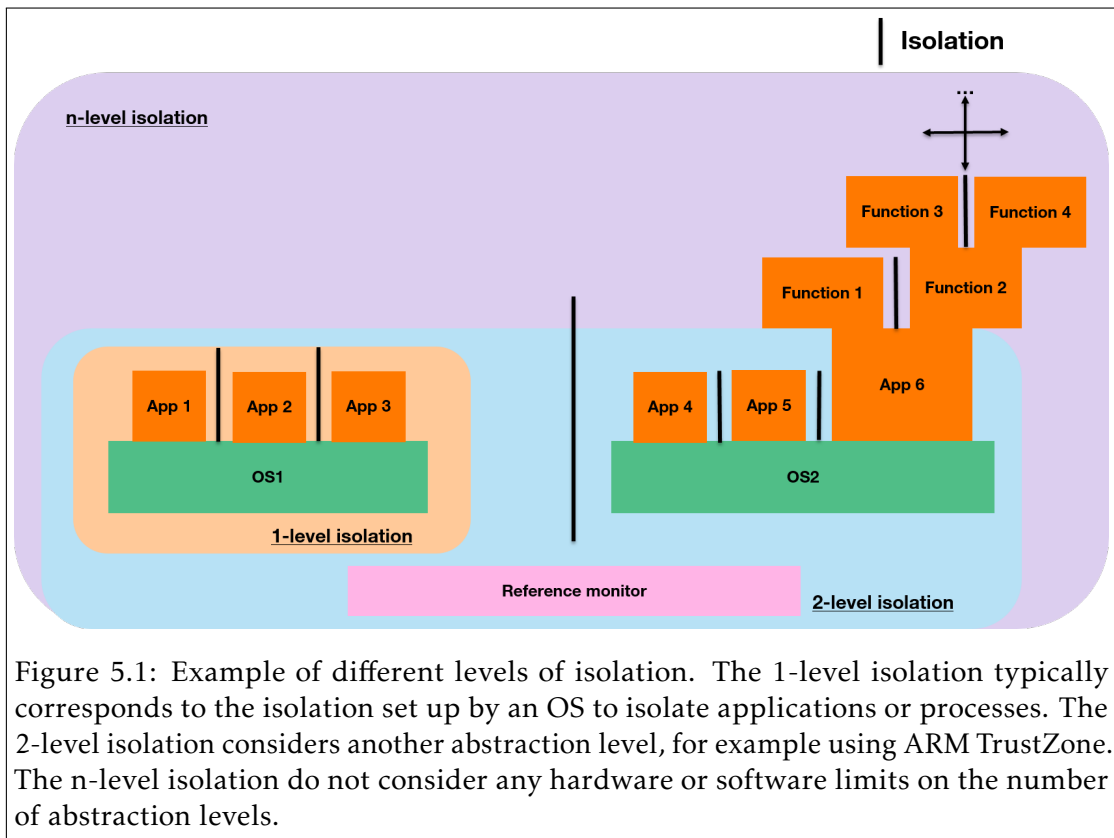 Isolation
n-level isolation
...
Function 3
Function 4
Function 1
Function 2
App 1
App 2
App 3
App 4
App 5
App 6
OS1
OS2
1-level isolation
Reference monitor
2-level isolation
Figure 5.1: Example of different levels of isolation. The 1-level isolation typically
corresponds to the isolation set up by an OS to isolate applications or processes. The
2-level isolation considers another abstraction level, for example using ARM TrustZone.
The n-level isolation do not consider any hardware or software limits on the number
of abstraction levels.